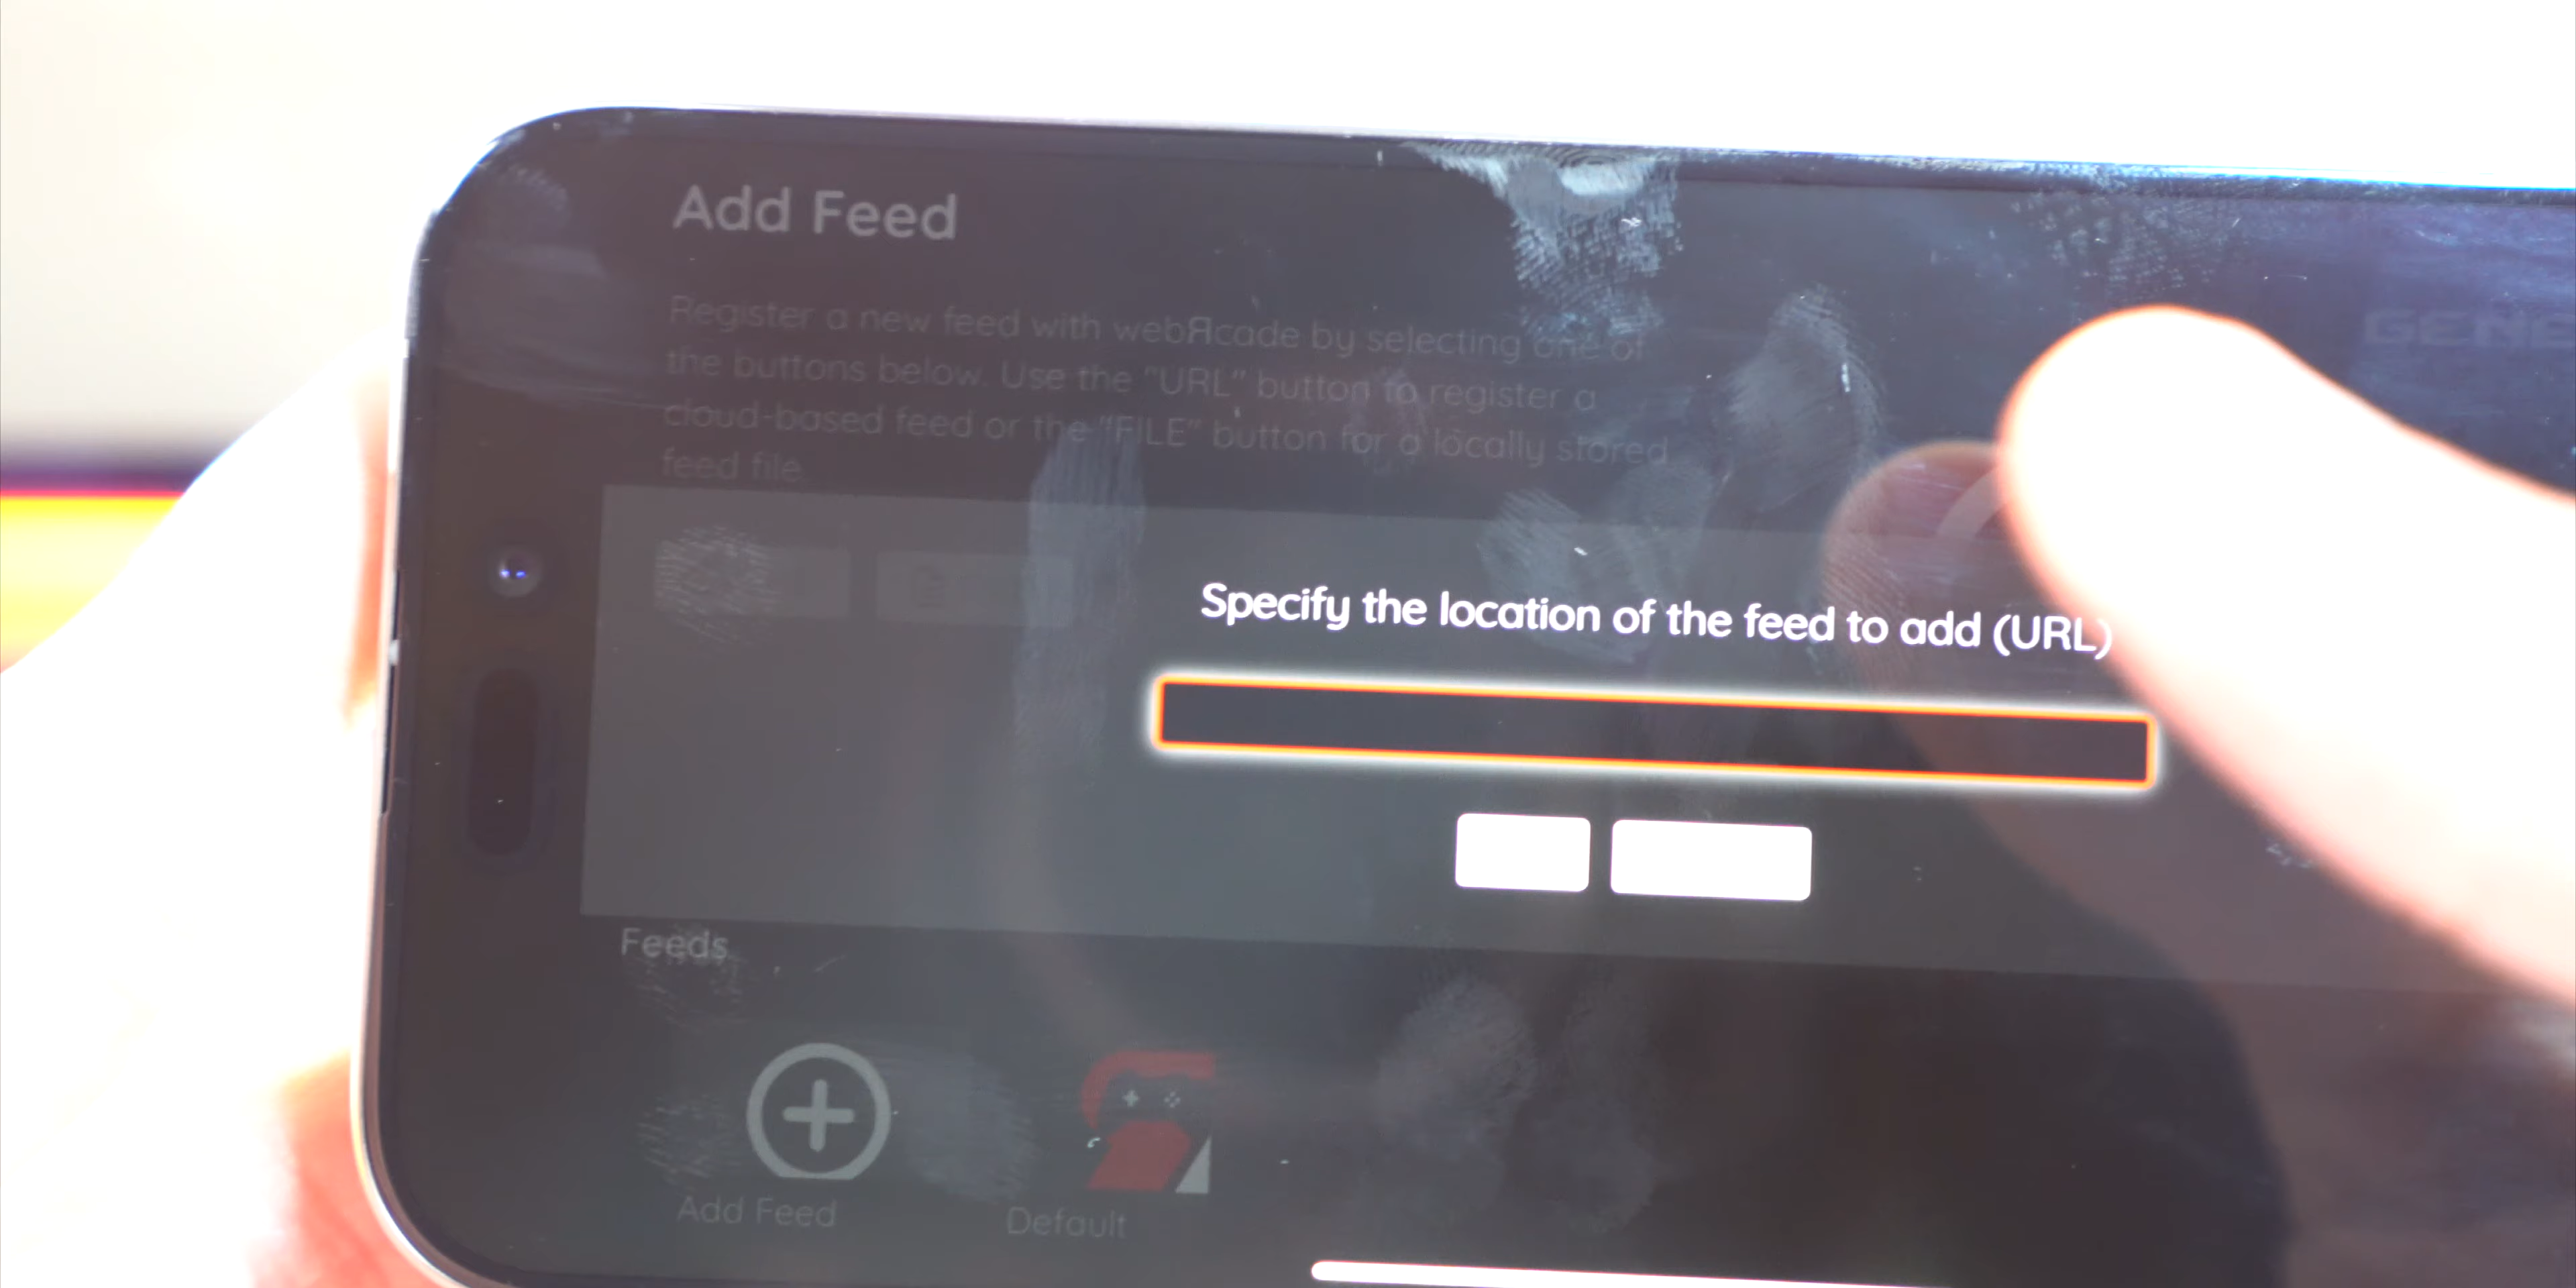 Add Feed
Register a new feed with webЯcade by selecting one of
the buttons below. Use the "URL" button to register a
cloud-based feed or the "FILE" button for a locally stored
feed file.
Specify the location of the feed to add (URL)
Feeds
Add Feed
Default